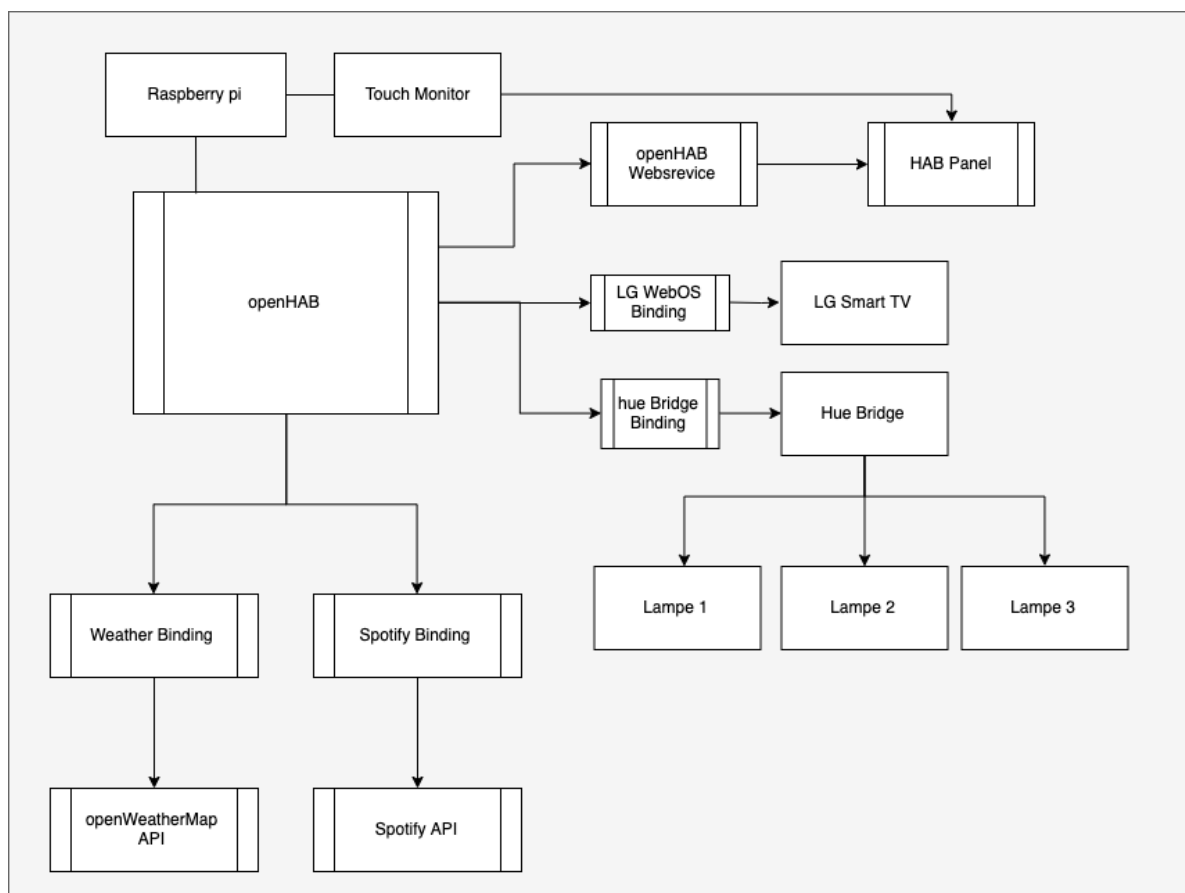 Raspberry pi
Touch Monitor
openHAB
Websrevice
HAB Panel
openHAB
LG WebOS
Binding
LG Smart TV
hue Bridge
Binding
Hue Bridge
Lampe 1
Lampe 2
Lampe 3
Weather Binding
Spotify Binding
openWeatherMap
API
Spotify API